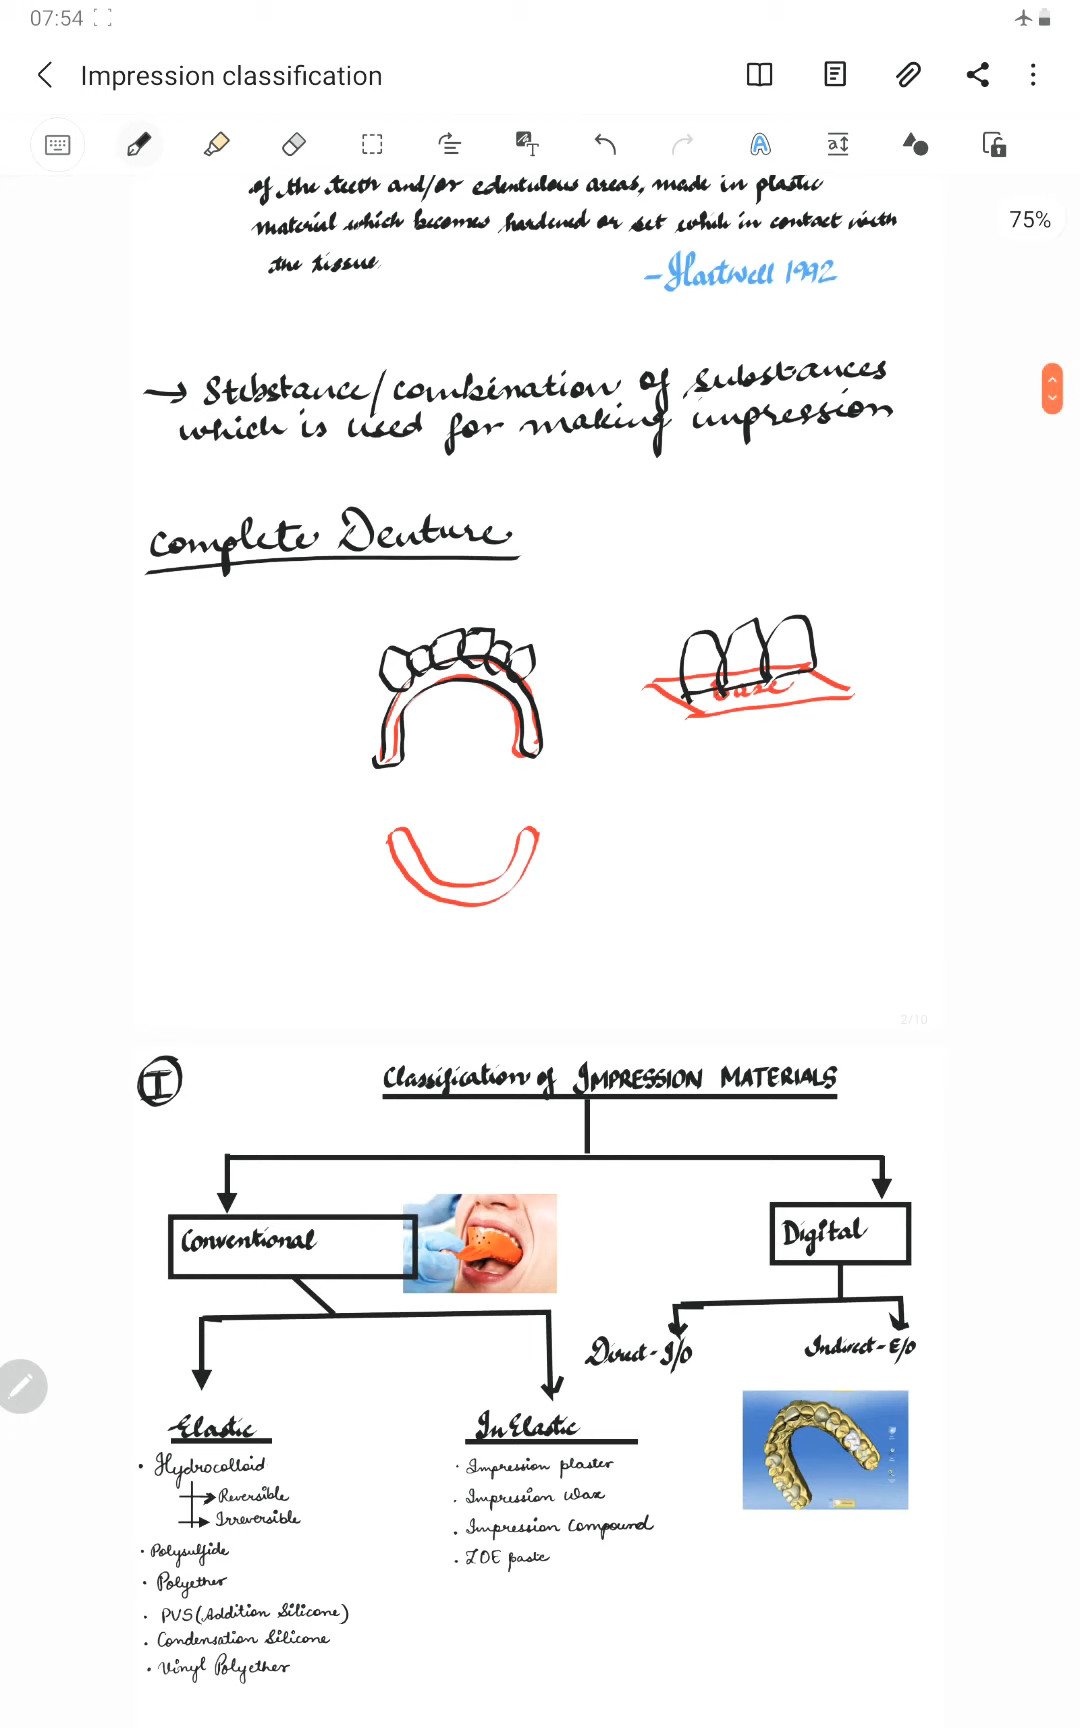 07:54
Impression classification
75%
of the teeth and/or edentulous areas, made in plastic
material which becomes hardened or set while in contact with
the tissue
- Hartwell 1992
→ Substance/combination of substances
which is used for making impression
Complete Denture
Base
2/10
I
Classification of IMPRESSION MATERIALS
Conventional
Digital
Direct - I/O
Indirect - E/O
Elastic
InElastic
· Hydrocolloid
→ Reversible
→ Irreversible
· Polysulfide
· Polyether
· PVS (Addition Silicone)
· Condensation Silicone
· Vinyl Polyether
· Impression plaster
· Impression wax
· Impression Compound
· ZOE paste